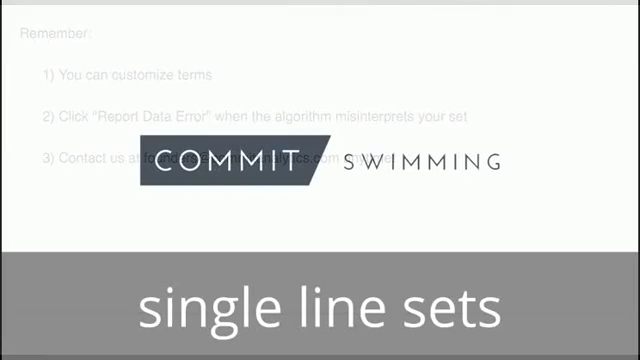 Remember:
1) You can customize terms
2) Click "Report Data Error" when the algorithm misinterprets your set
3) Contact us at
COMMIT SWIMMING
single line sets